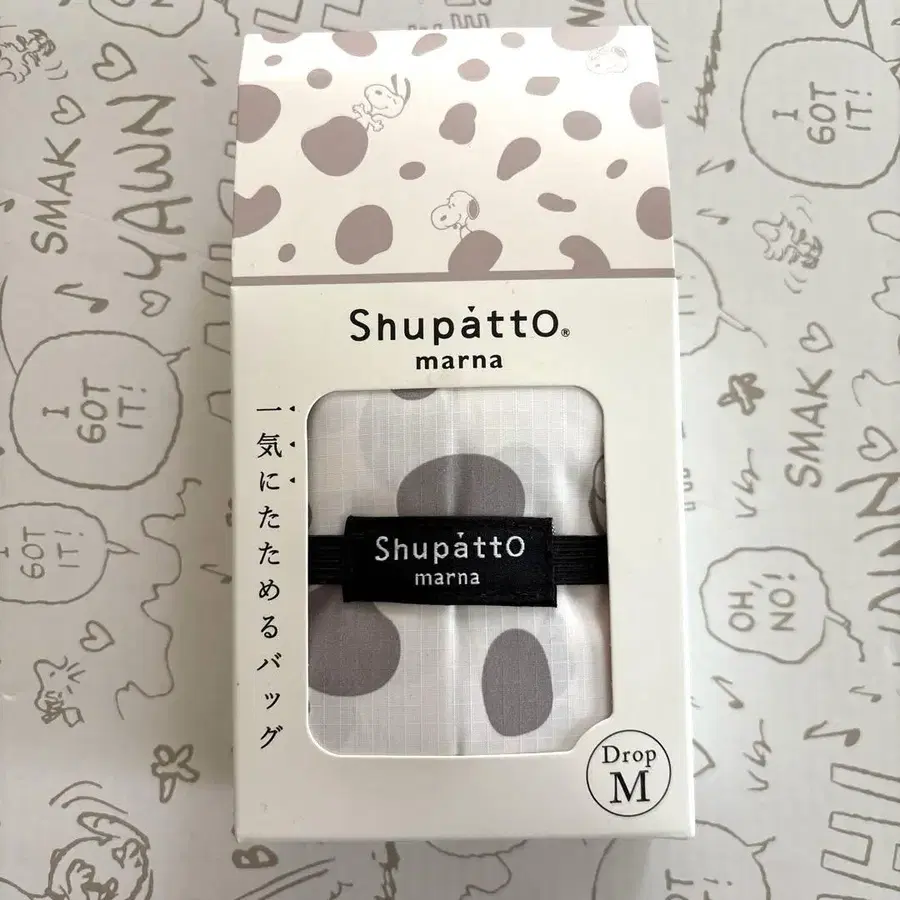 Shupatto®
marna
一気にたためるバッグ
Shupatto
marna
Drop
M
I
GOT
IT!
SMAK
YAWN
I
GOT
IT!
I
GOT
IT!
SMAK
OH,
NO!